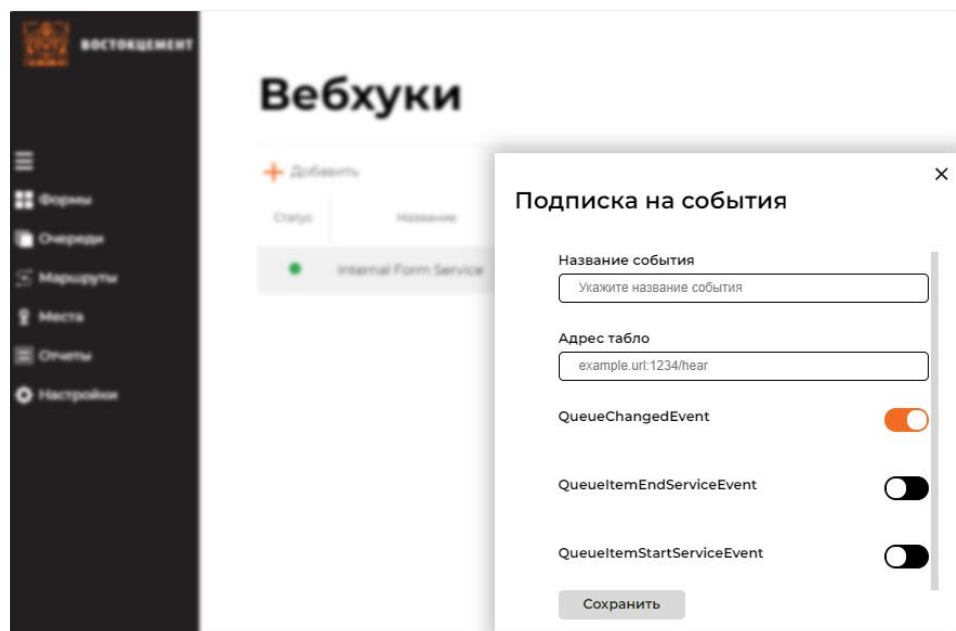 ВОСТОКЦЕМЕНТ
Вебхуки
Формы
Очереди
Маршруты
Места
Отчеты
Настройки
Добавить
Статус Название
Internal Form Service
Подписка на события
Название события
Укажите название события
Адрес табло
example.url:1234/hear
QueueChangedEvent
QueueItemEndServiceEvent
QueueItemStartServiceEvent
Сохранить